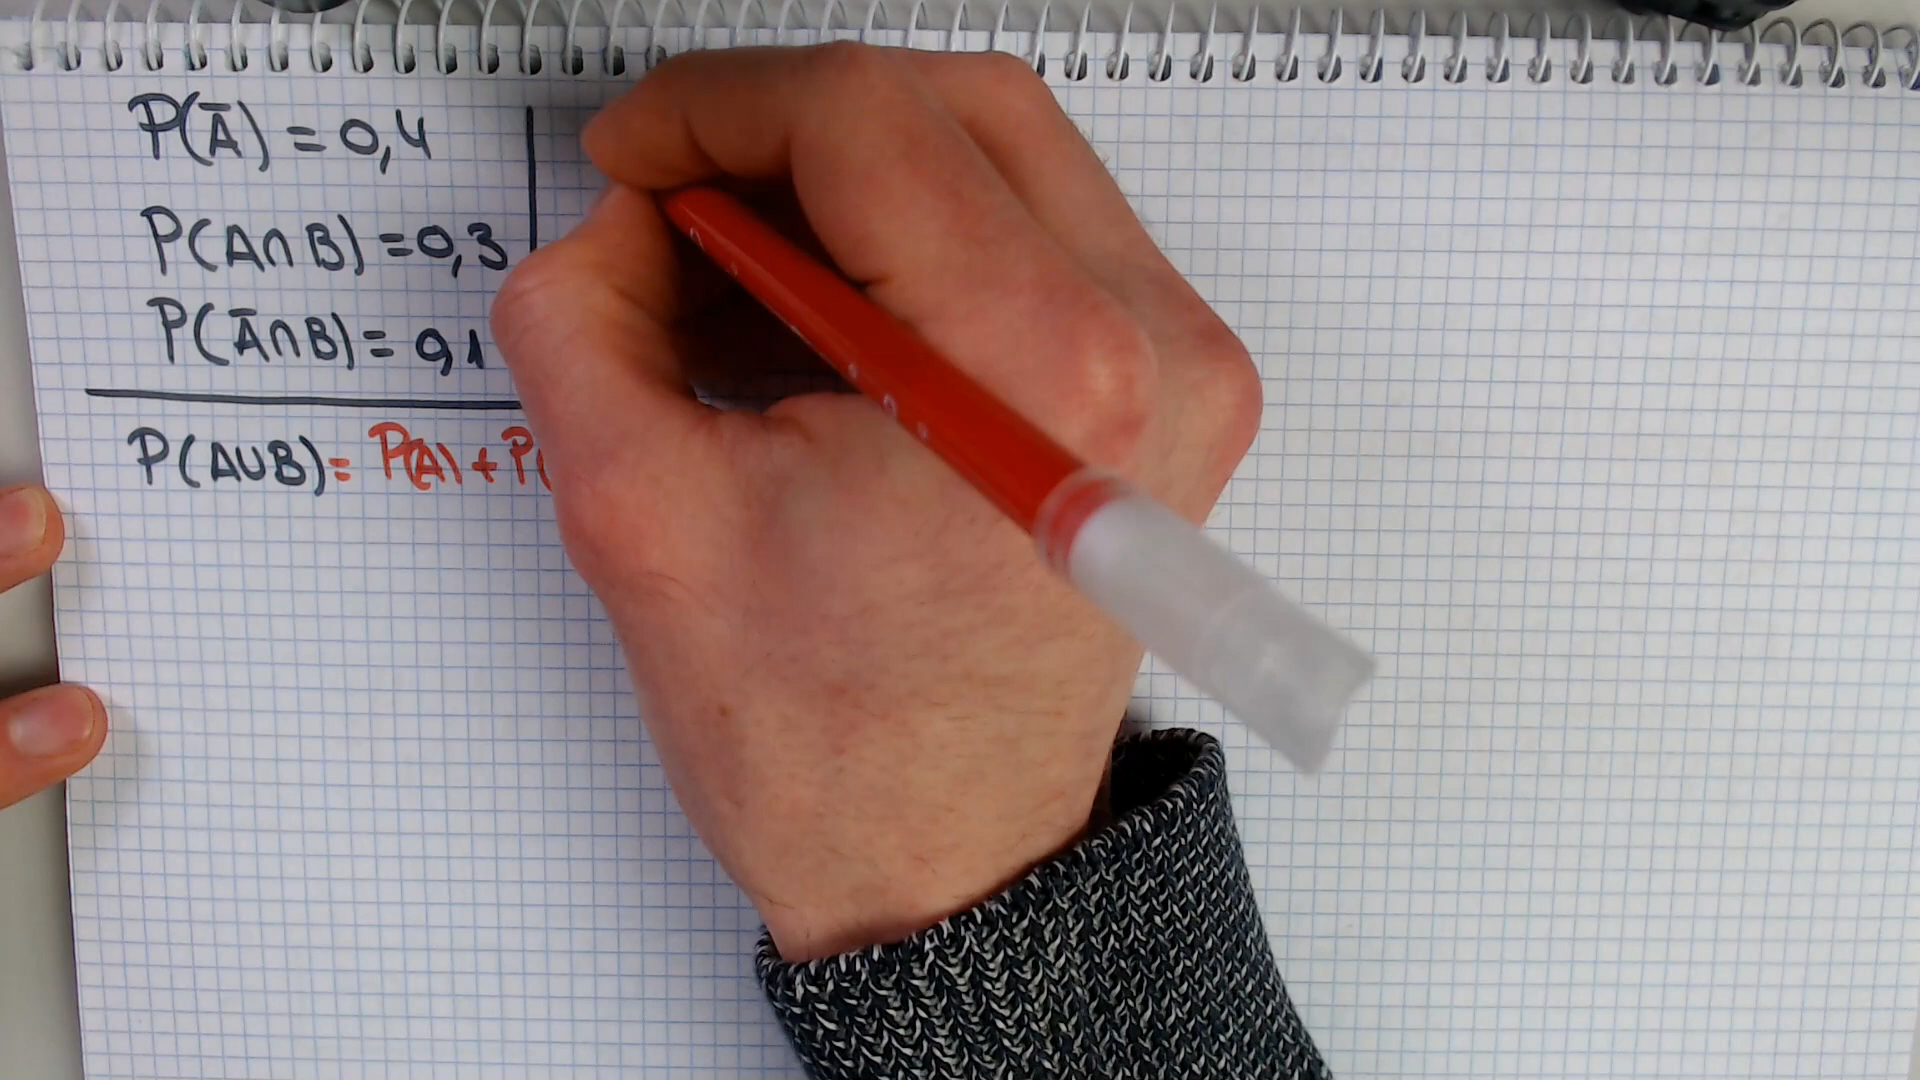 P(Ā) = 0,4
P(A∩B) = 0,3
P(Ā∩B) = 0,1
P(A∪B) = P(A) + P(